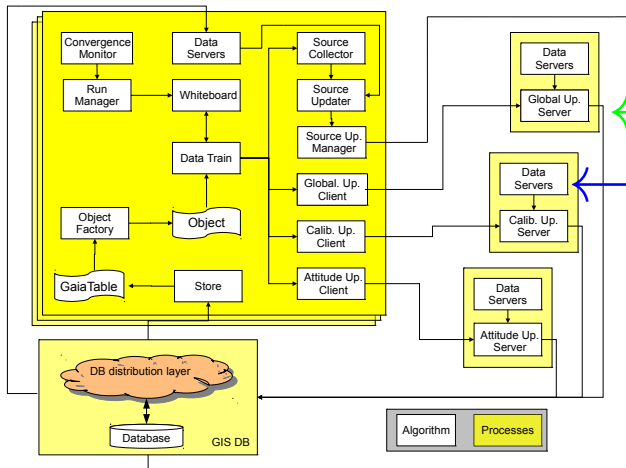 Convergence
Monitor
Data
Servers
Source
Collector
Run
Manager
Whiteboard
Source
Updater
Source Up.
Manager
Data Train
Global. Up.
Client
Object
Factory
Object
Calib. Up.
Client
GaiaTable
Store
Attitude Up.
Client
Data
Servers
Global Up.
Server
Data
Servers
Calib. Up.
Server
Data
Servers
Attitude Up.
Server
DB distribution layer
Database
GIS DB
Algorithm
Processes